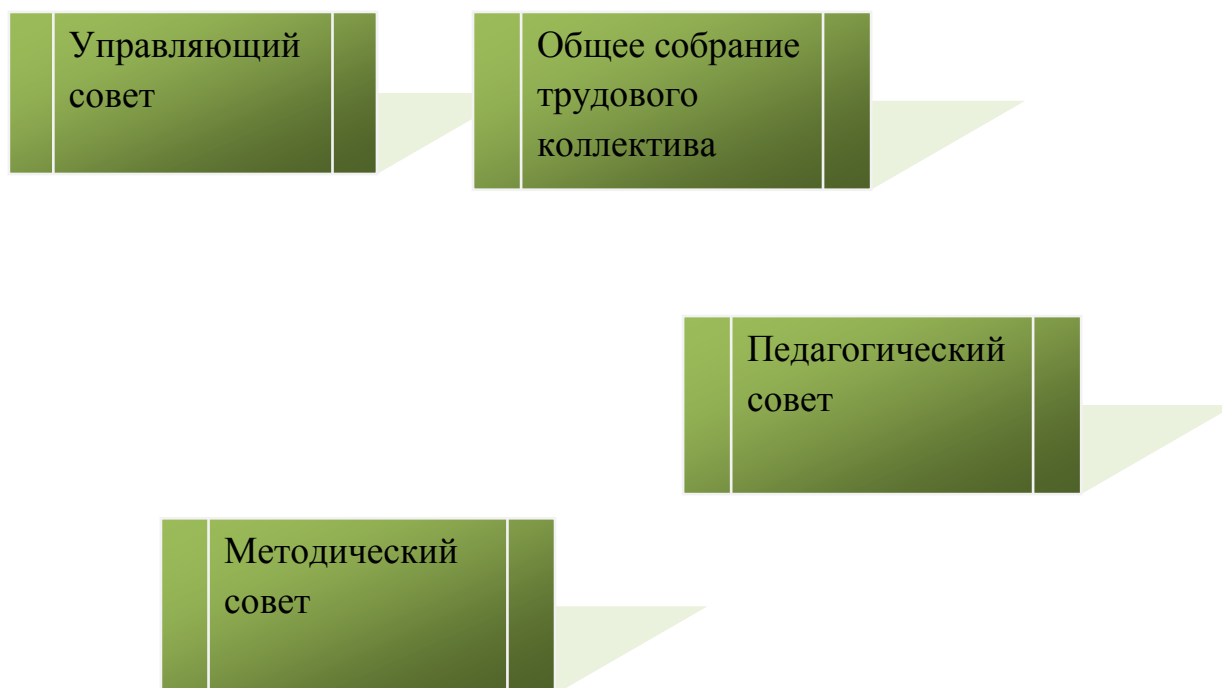 Управляющий
совет
Общее собрание
трудового
коллектива
Педагогический
совет
Методический
совет